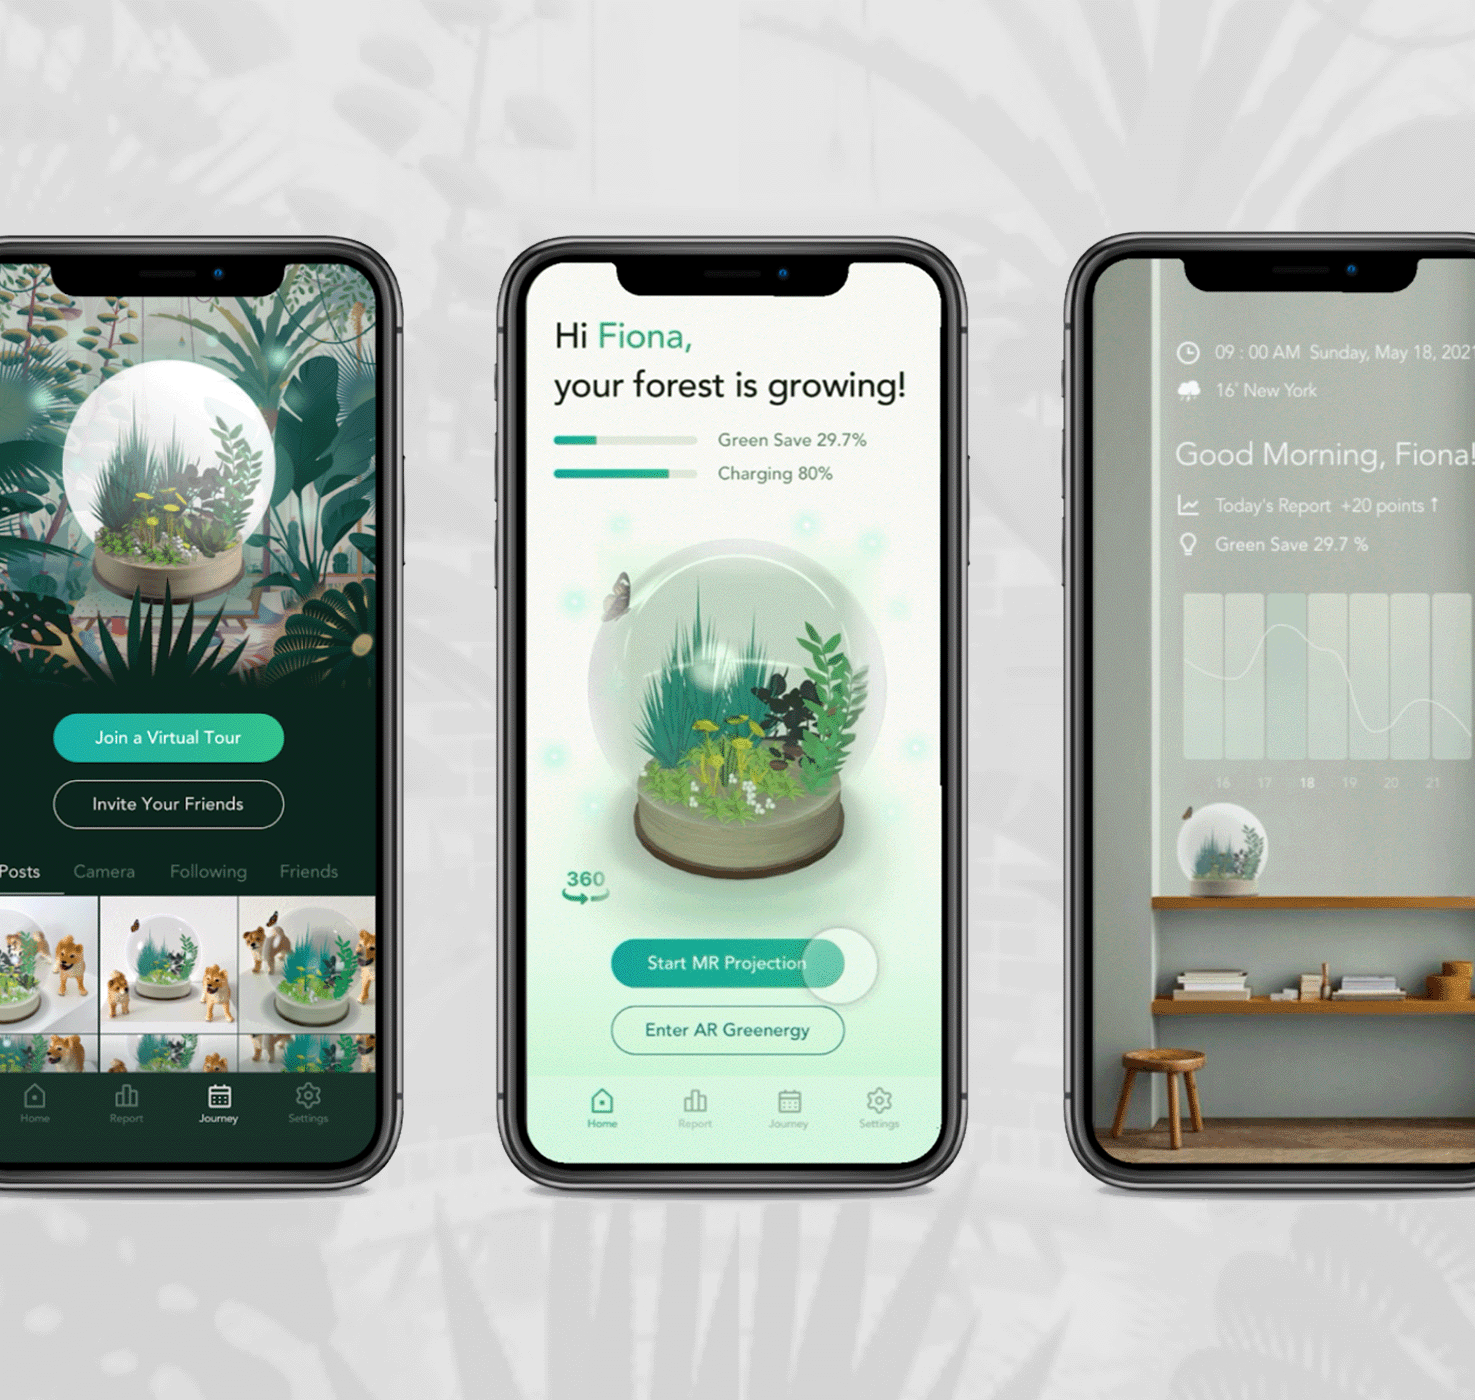 Join a Virtual Tour
Invite Your Friends
Posts Camera Following Friends
Home Report Journey Settings
Hi Fiona,
your forest is growing!
Green Save 29.7%
Charging 80%
360
Start MR Projection
Enter AR Greenergy
Home Report Journey Settings
09 : 00 AM Sunday, May 18, 2021
16° New York
Good Morning, Fiona!
Today's Report +20 points ↑
Green Save 29.7 %
16 17 18 19 20 21